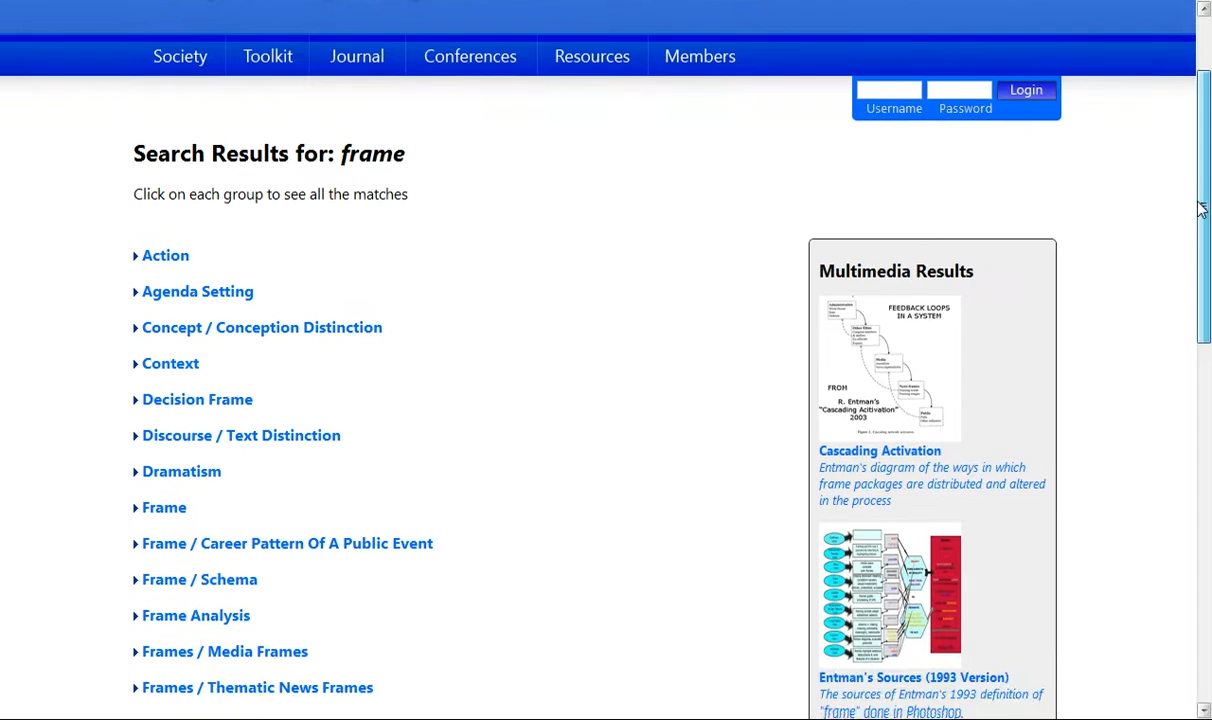 Society
Toolkit
Journal
Conferences
Resources
Members
Login
Username
Password
Search Results for: frame
Click on each group to see all the matches
Action
Agenda Setting
Concept / Conception Distinction
Context
Decision Frame
Discourse / Text Distinction
Dramatism
Frame
Frame / Career Pattern Of A Public Event
Frame / Schema
Frame Analysis
Frames / Media Frames
Frames / Thematic News Frames
Multimedia Results
FEEDBACK LOOPS
IN A SYSTEM
FROM
R. Entman's
"Cascading Acitivation"
2003
Cascading Activation
Entman's diagram of the ways in which
frame packages are distributed and altered
in the process
Entman's Sources (1993 Version)
The sources of Entman's 1993 definition of
"frame" done in Photoshop.